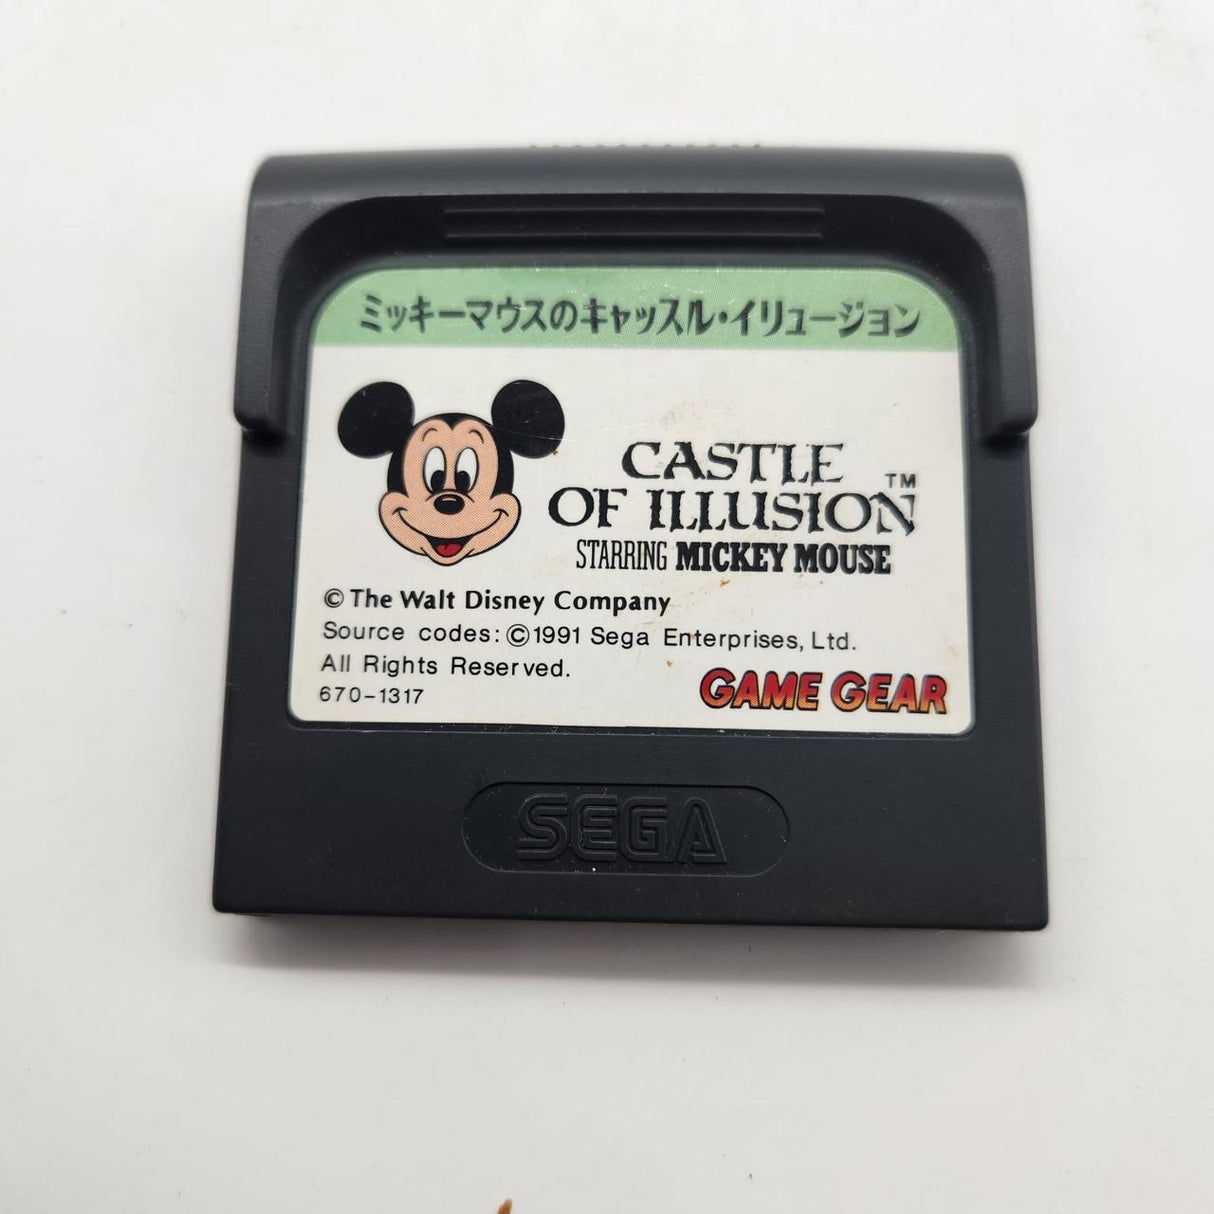 ミッキーマウスのキャッスル・イリュージョン
CASTLE
OF ILLUSION™
STARRING MICKEY MOUSE
© The Walt Disney Company
Source codes: ©1991 Sega Enterprises, Ltd.
All Rights Reserved.
670-1317
GAME GEAR
SEGA